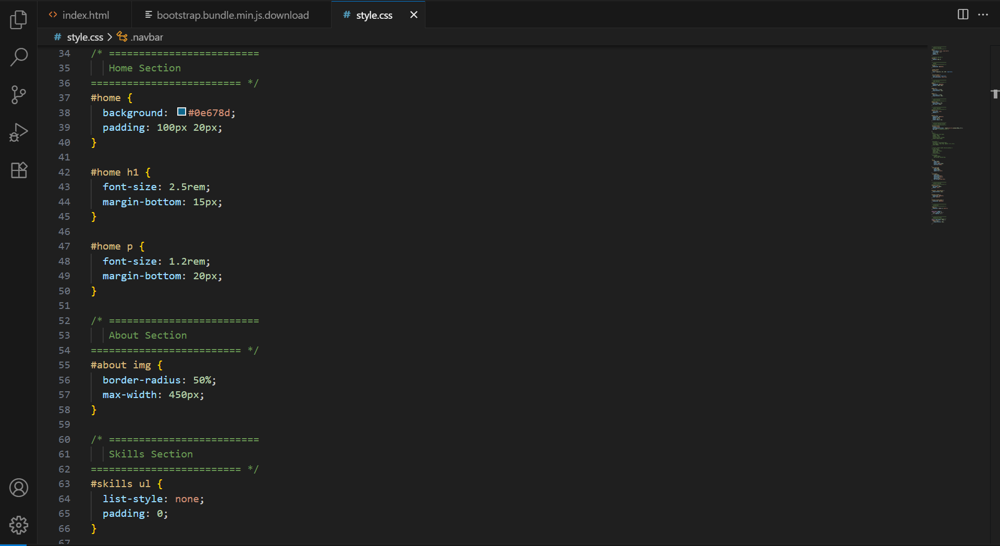 index.html
bootstrap.bundle.min.js.download
# style.css
# style.css > .navbar
34 /* =========================
35 Home Section
36 ========================= */
37 #home {
38 background: #0e678d;
39 padding: 100px 20px;
40 }
41
42 #home h1 {
43 font-size: 2.5rem;
44 margin-bottom: 15px;
45 }
46
47 #home p {
48 font-size: 1.2rem;
49 margin-bottom: 20px;
50 }
51
52 /* =========================
53 About Section
54 ========================= */
55 #about img {
56 border-radius: 50%;
57 max-width: 450px;
58 }
59
60 /* =========================
61 Skills Section
62 ========================= */
63 #skills ul {
64 list-style: none;
65 padding: 0;
66 }
67